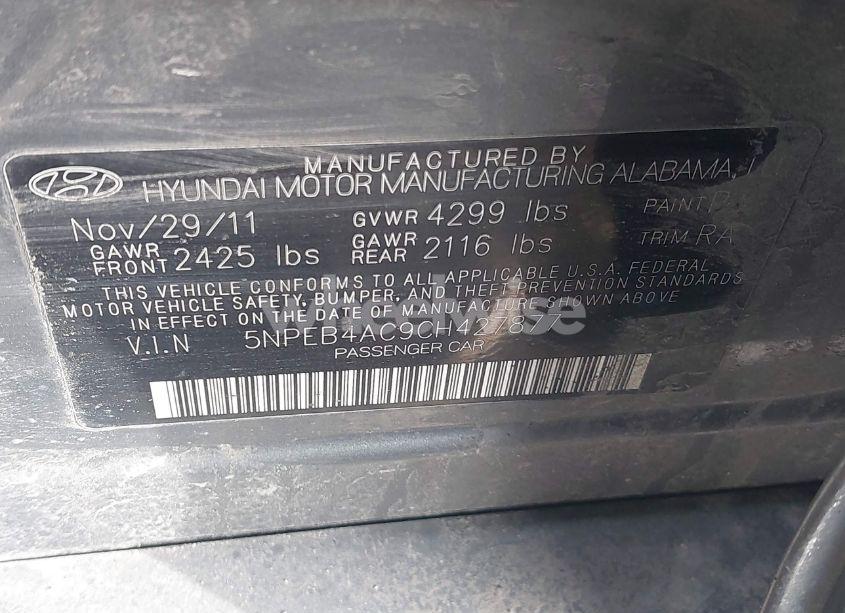 MANUFACTURED BY
HYUNDAI MOTOR MANUFACTURING ALABAMA,
Nov/29/11 GVWR 4299 lbs PAINT
GAWR FRONT 2425 lbs GAWR REAR 2116 lbs TRIM RA
THIS VEHICLE CONFORMS TO ALL APPLICABLE U.S.A. FEDERAL
MOTOR VEHICLE SAFETY, BUMPER, AND THEFT PREVENTION STANDARDS
IN EFFECT ON THE DATE OF MANUFACTURE SHOWN ABOVE
V.I.N
PASSENGER CAR